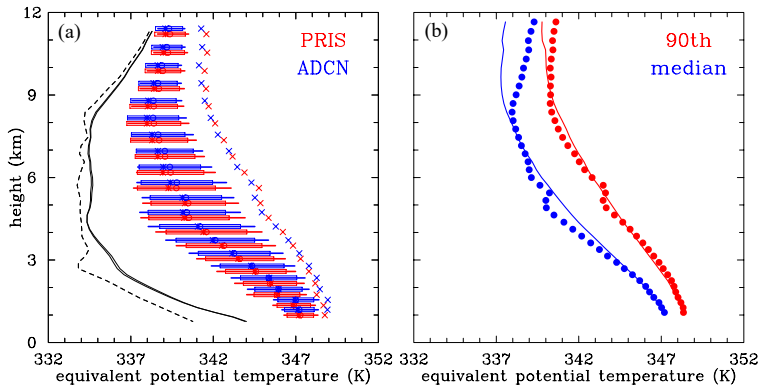 12
(a)
PRIS
ADCN
9
6
3
0
height (km)
332
337
342
347
equivalent potential temperature (K)
(b)
90th
median
332
337
342
347
352
equivalent potential temperature (K)